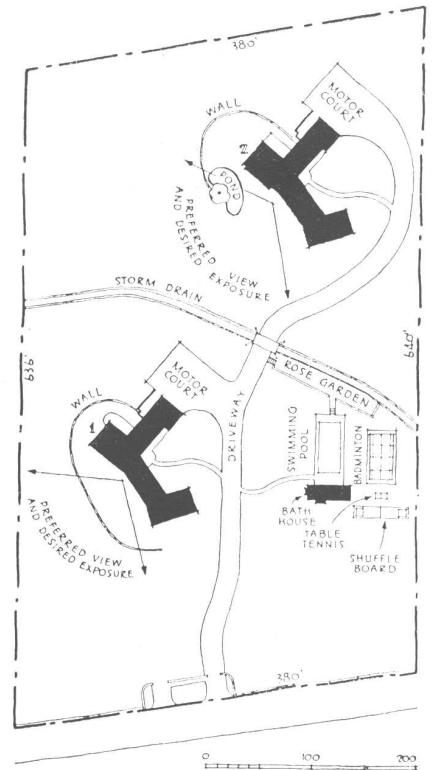 380'
MOTOR
COURT
WALL
2
POND
PREFERRED VIEW
AND DESIRED EXPOSURE
STORM DRAIN
636'
640'
MOTOR
COURT
ROSE GARDEN
WALL
DRIVEWAY
SWIMMING
POOL
BADMINTON
1
PREFERRED VIEW
AND DESIRED EXPOSURE
BATH
HOUSE
TABLE
TENNIS
SHUFFLE
BOARD
380'
0 100 200